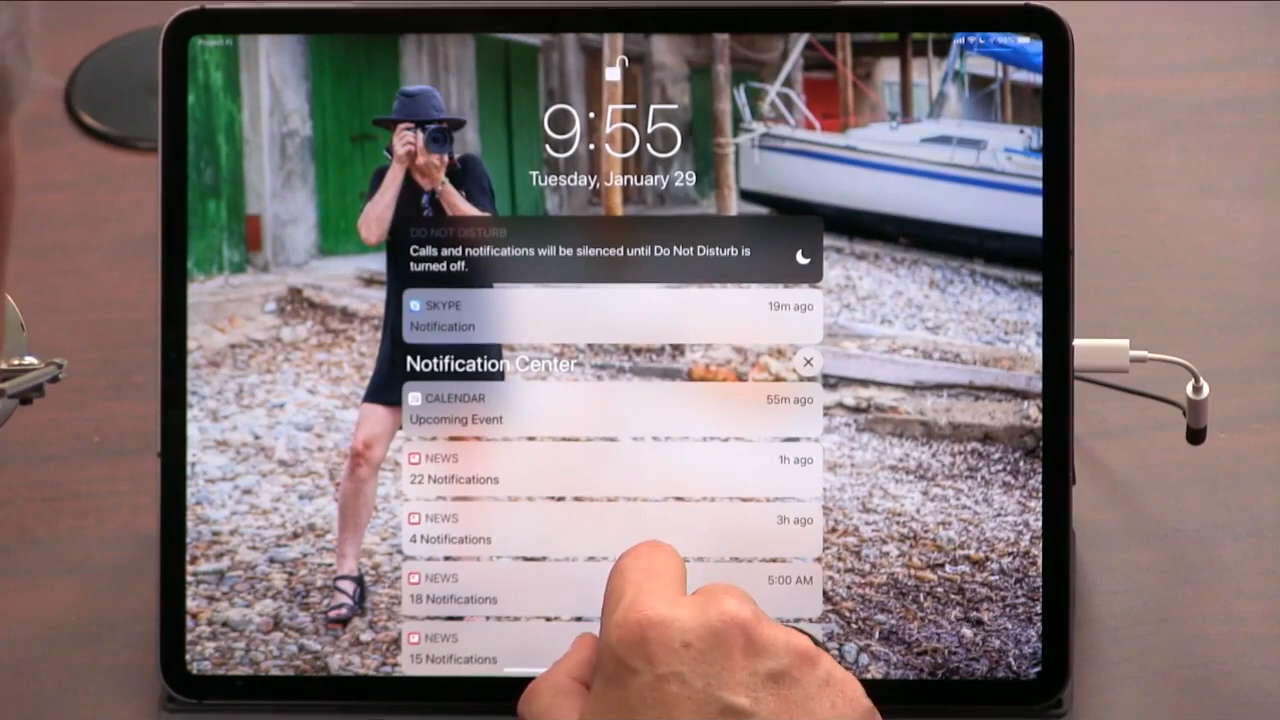 9:55
Tuesday, January 29
DO NOT DISTURB
Calls and notifications will be silenced until Do Not Disturb is
turned off.
SKYPE 19m ago
Notification
Notification Center
CALENDAR 55m ago
Upcoming Event
NEWS 1h ago
22 Notifications
NEWS 3h ago
4 Notifications
NEWS 5:00 AM
18 Notifications
NEWS
15 Notifications